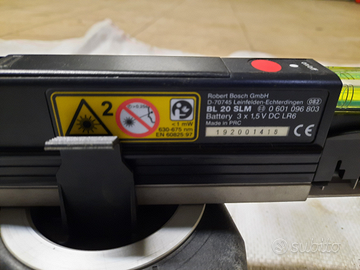 Robert Bosch GmbH
D-70745 Leinfelden-Echterdingen
BL 20 SLM 0 601 096 803
Battery 3 x 1,5 V DC LR6
Made in PRC
192001418
CE
2
< 1 mW
630-675 nm
EN 60825 97
subito